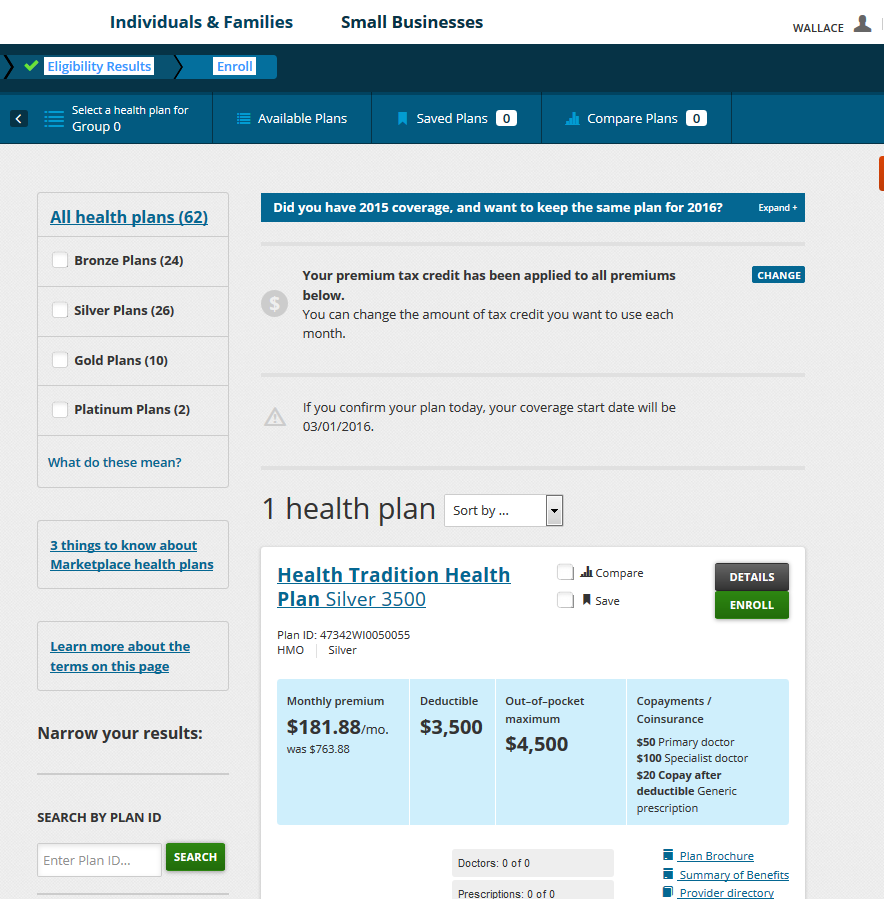 Individuals & Families
Small Businesses
WALLACE
Eligibility Results
Enroll
Select a health plan for
Group 0
Available Plans
Saved Plans 0
Compare Plans 0
All health plans (62)
Bronze Plans (24)
Silver Plans (26)
Gold Plans (10)
Platinum Plans (2)
What do these mean?
3 things to know about
Marketplace health plans
Learn more about the
terms on this page
Narrow your results:
SEARCH BY PLAN ID
Enter Plan ID...
SEARCH
Did you have 2015 coverage, and want to keep the same plan for 2016?
Expand +
Your premium tax credit has been applied to all premiums
below.
You can change the amount of tax credit you want to use each
month.
CHANGE
If you confirm your plan today, your coverage start date will be
03/01/2016.
1 health plan
Sort by ...
Health Tradition Health
Plan Silver 3500
Compare
Save
DETAILS
ENROLL
Plan ID: 47342WI0050055
HMO
Silver
Monthly premium
$181.88/mo.
was $763.88
Deductible
$3,500
Out-of-pocket
maximum
$4,500
Copayments /
Coinsurance
$50 Primary doctor
$100 Specialist doctor
$20 Copay after
deductible Generic
prescription
Doctors: 0 of 0
Prescriptions: 0 of 0
Plan Brochure
Summary of Benefits
Provider directory